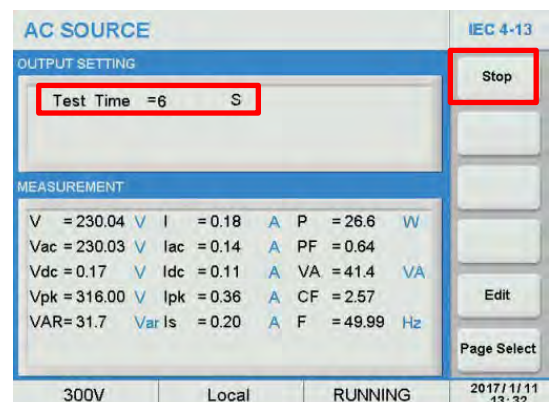 AC SOURCE
IEC 4-13
OUTPUT SETTING
Test Time =6 S
Stop
MEASUREMENT
V = 230.04 V I = 0.18 A P = 26.6 W
Vac = 230.03 V Iac = 0.14 A PF = 0.64
Vdc = 0.17 V Idc = 0.11 A VA = 41.4 VA
Vpk = 316.00 V Ipk = 0.36 A CF = 2.57
VAR= 31.7 Var Is = 0.20 A F = 49.99 Hz
Edit
Page Select
300V Local RUNNING
2017/1/11
13:32